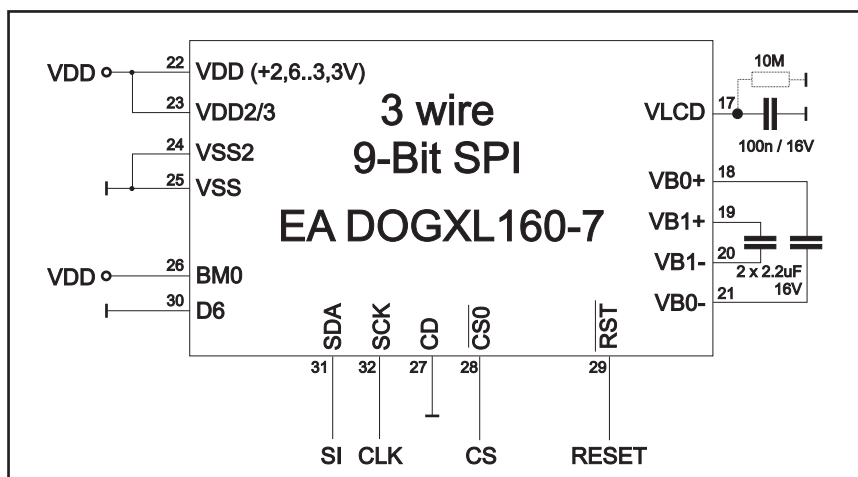 VDD
22
VDD (+2,6..3,3V)
23
VDD2/3
24
VSS2
25
VSS
VDD
26
BM0
30
D6
3 wire
9-Bit SPI
EA DOGXL160-7
10M
VLCD
17
100n / 16V
VB0+
18
VB1+
19
VB1-
20
2 x 2.2uF
16V
VB0-
21
SDA
SCK
CD
CS0
RST
31
32
27
28
29
SI
CLK
CS
RESET